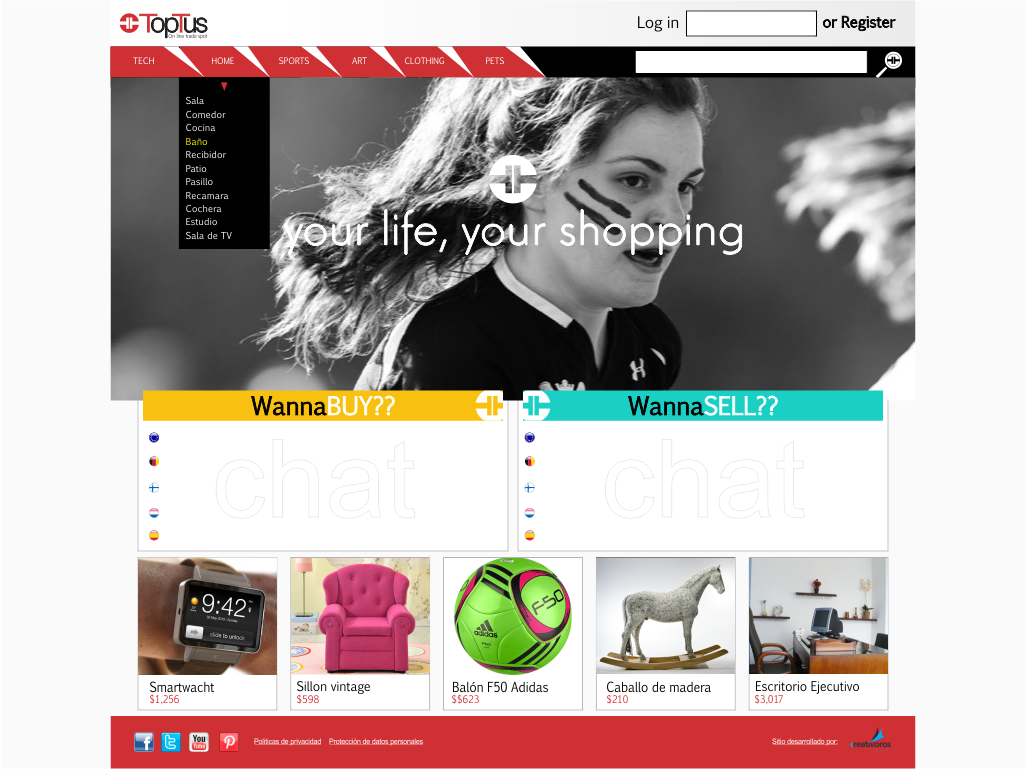 TopTus
On line trade spot
Log in
or Register
TECH
HOME
SPORTS
ART
CLOTHING
PETS
Sala
Comedor
Cocina
Baño
Recibidor
Patio
Pasillo
Recamara
Cochera
Estudio
Sala de TV
your life, your shopping
WannaBUY??
WannaSELL??
chat
chat
9:42
slide to unlock
F50
adidas
Smartwacht
$1,256
Sillon vintage
$598
Balón F50 Adidas
$$623
Caballo de madera
$210
Escritorio Ejecutivo
$3,017
You
Tube
Políticas de privacidad
Protección de datos personales
Sitio desarrollado por:
creativoros